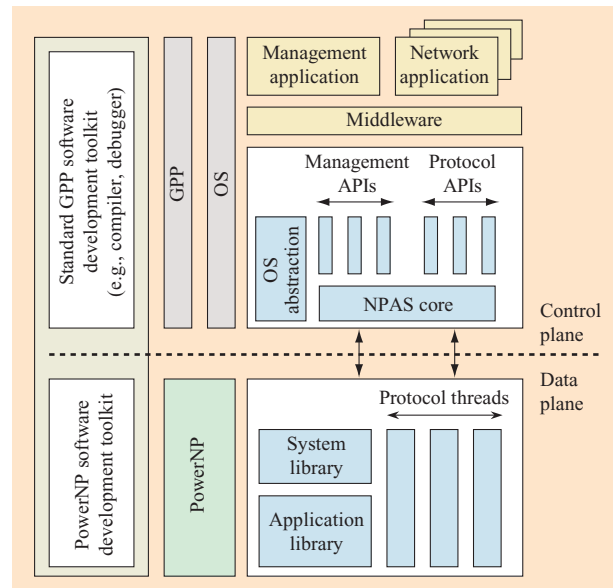 Standard GPP software
development toolkit
(e.g., compiler, debugger)
GPP
OS
Management
application
Network
application
Middleware
Management
APIs
Protocol
APIs
OS
abstraction
NPAS core
Control
plane
Data
plane
PowerNP software
development toolkit
PowerNP
System
library
Application
library
Protocol threads